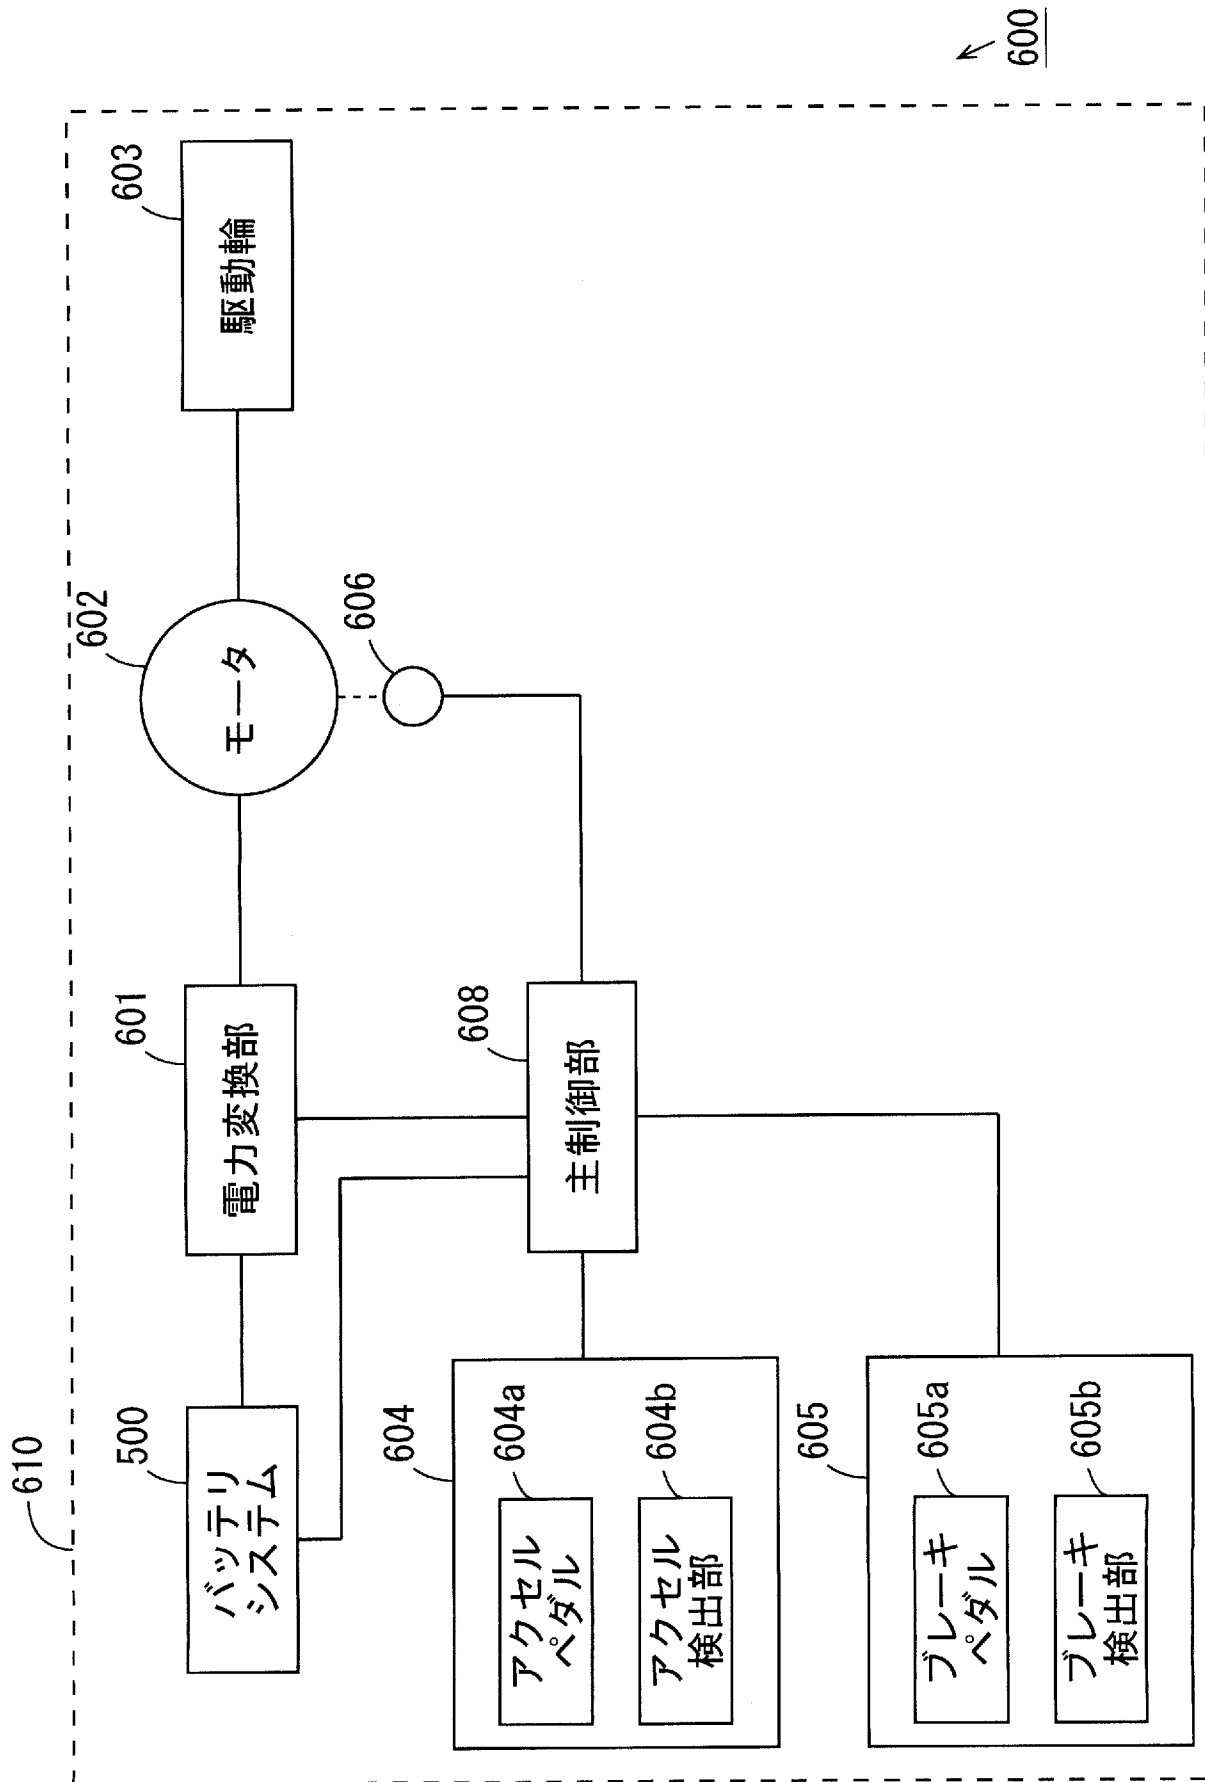 600
610
500
バッテリ
システム
601
電力変換部
602
モータ
603
駆動輪
606
608
主制御部
604
604a
アクセル
ペダル
604b
アクセル
検出部
605
605a
ブレーキ
ペダル
605b
ブレーキ
検出部